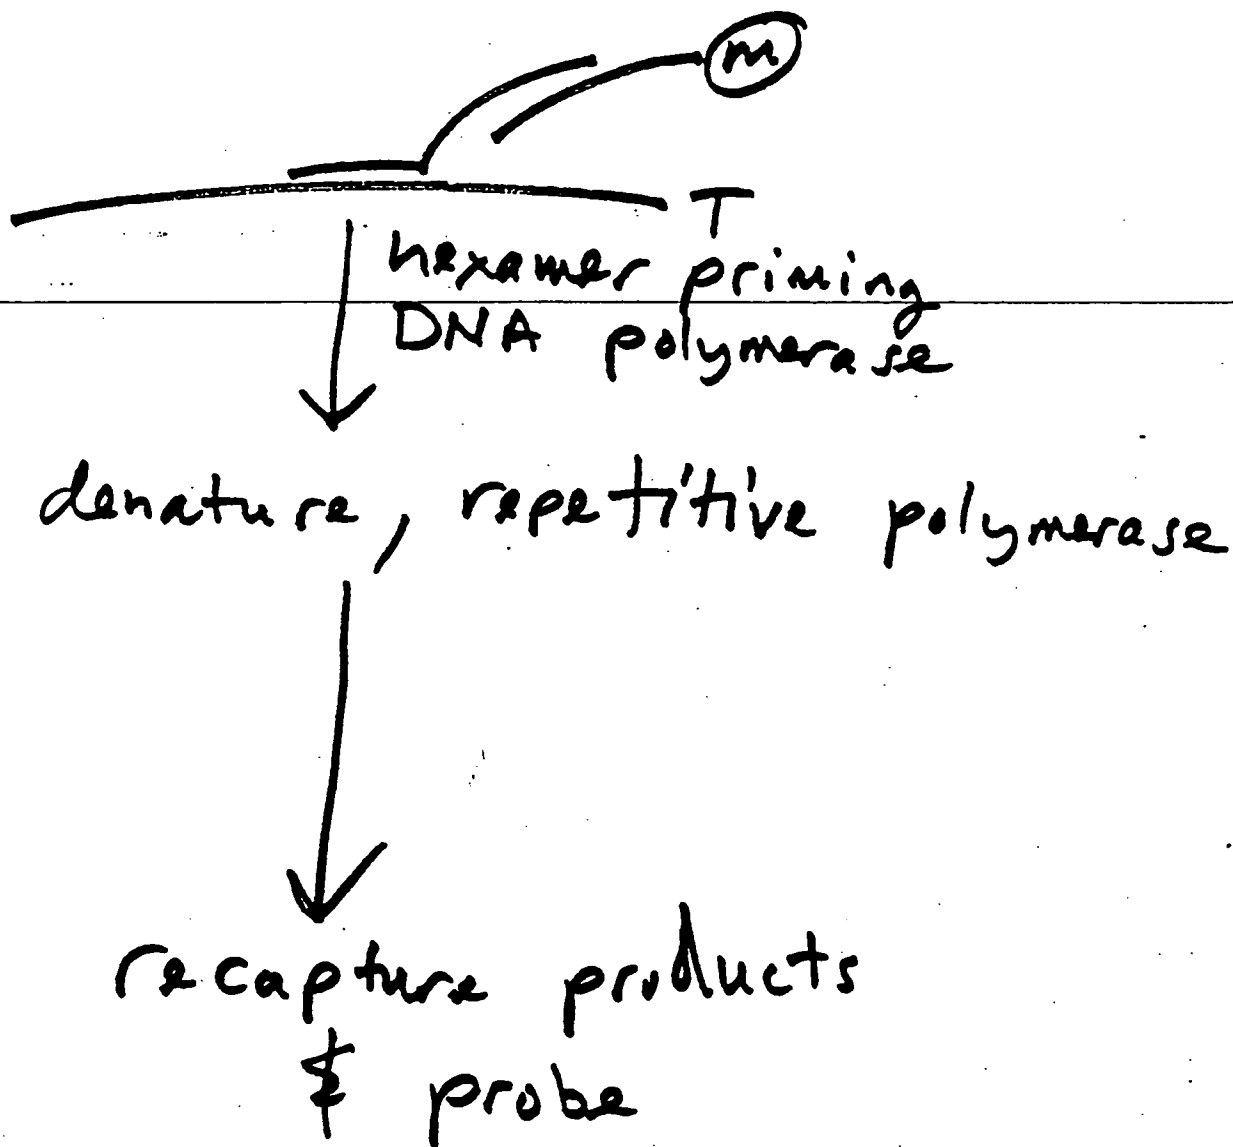 m
T
hexamer priming
DNA polymerase
denature, repetitive polymerase
recapture products
& probe